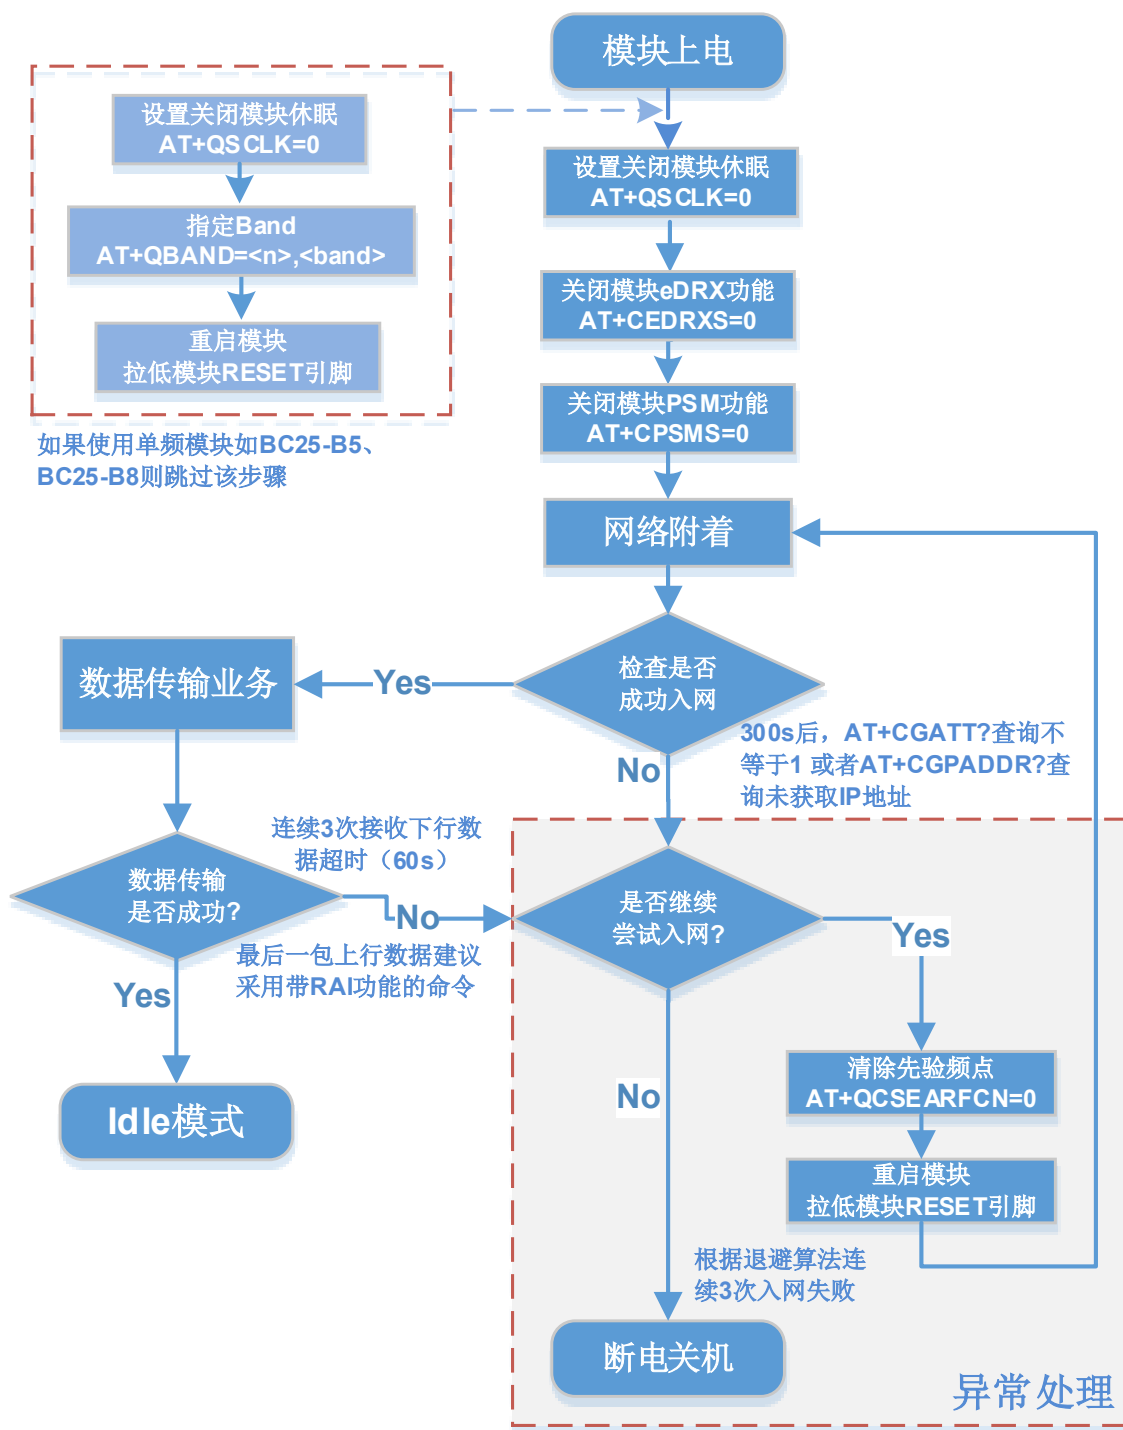 模块上电
设置关闭模块休眠
AT+QSCLK=0
指定Band
AT+QBAND=<n>,<band>
重启模块
拉低模块RESET引脚
如果使用单频模块如BC25-B5、
BC25-B8则跳过该步骤
设置关闭模块休眠
AT+QSCLK=0
关闭模块eDRX功能
AT+CEDRXS=0
关闭模块PSM功能
AT+CPSMS=0
网络附着
检查是否
成功入网
Yes
数据传输业务
No
300s后，AT+CGATT?查询不
等于1 或者AT+CGPADDR?查
询未获取IP地址
连续3次接收下行数
据超时（60s）
数据传输
是否成功?
No
最后一包上行数据建议
采用带RAI功能的命令
Yes
Idle模式
是否继续
尝试入网?
Yes
清除先验频点
AT+QCSEARFCN=0
重启模块
拉低模块RESET引脚
No
根据退避算法连
续3次入网失败
断电关机
异常处理